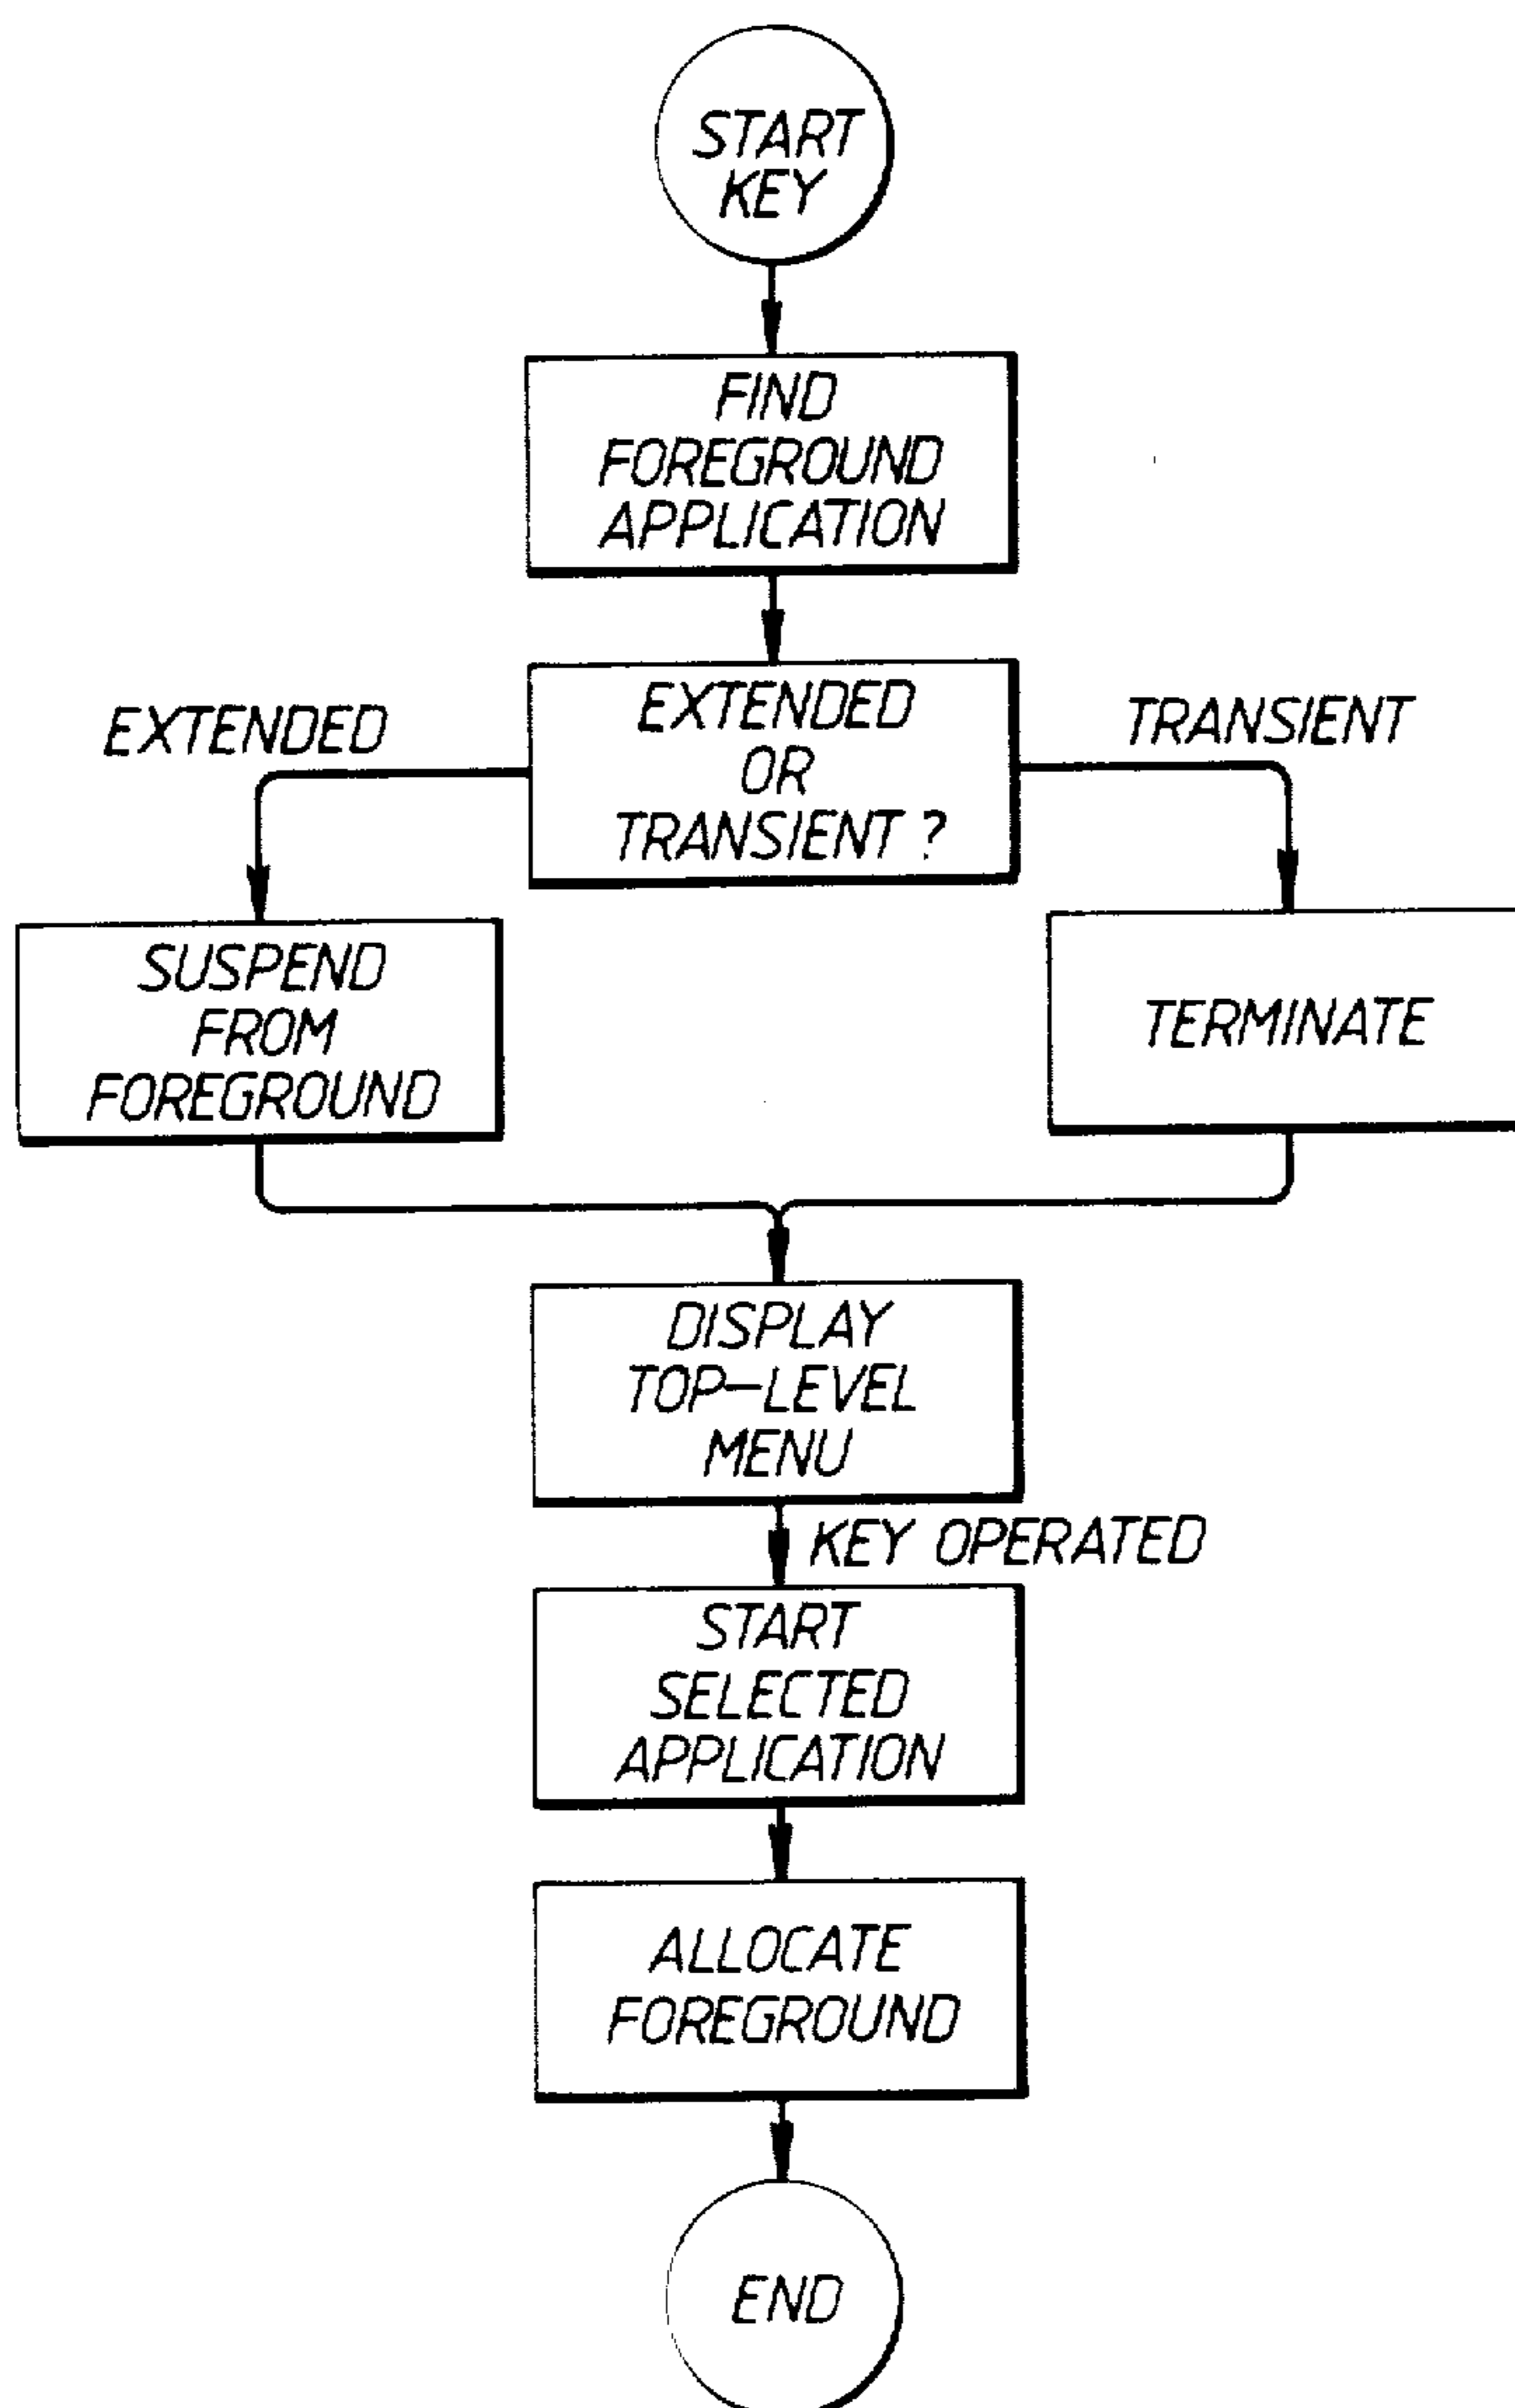 START
KEY
FIND
FOREGROUND
APPLICATION
EXTENDED
OR
TRANSIENT ?
EXTENDED
TRANSIENT
SUSPEND
FROM
FOREGROUND
TERMINATE
DISPLAY
TOP-LEVEL
MENU
KEY OPERATED
START
SELECTED
APPLICATION
ALLOCATE
FOREGROUND
END